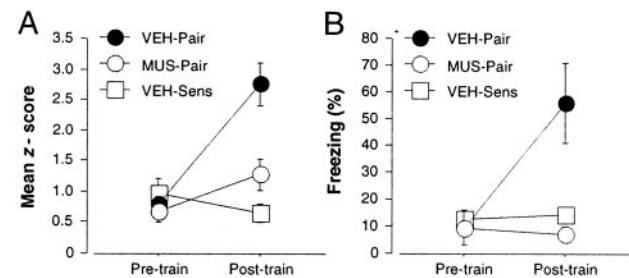 A
Mean z - score
3.5
3.0
2.5
2.0
1.5
1.0
0.5
0
VEH-Pair
MUS-Pair
VEH-Sens
Pre-train Post-train
B
Freezing (%)
80
70
60
50
40
30
20
10
0
VEH-Pair
MUS-Pair
VEH-Sens
Pre-train Post-train